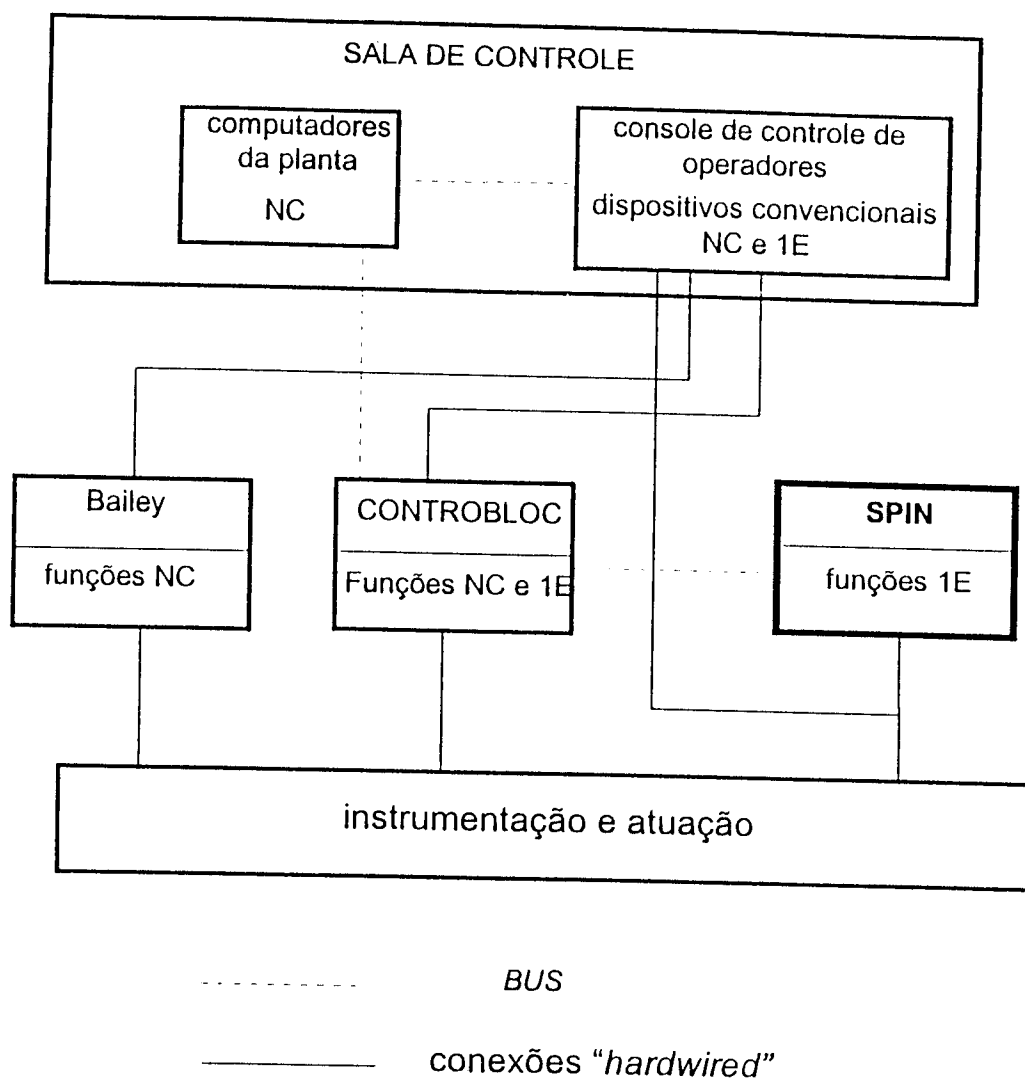 SALA DE CONTROLE
computadores
da planta
NC
console de controle de
operadores
dispositivos convencionais
NC e 1E
Bailey
funções NC
CONTROBLOC
Funções NC e 1E
SPIN
funções 1E
instrumentação e atuação
BUS
conexões “hardwired”